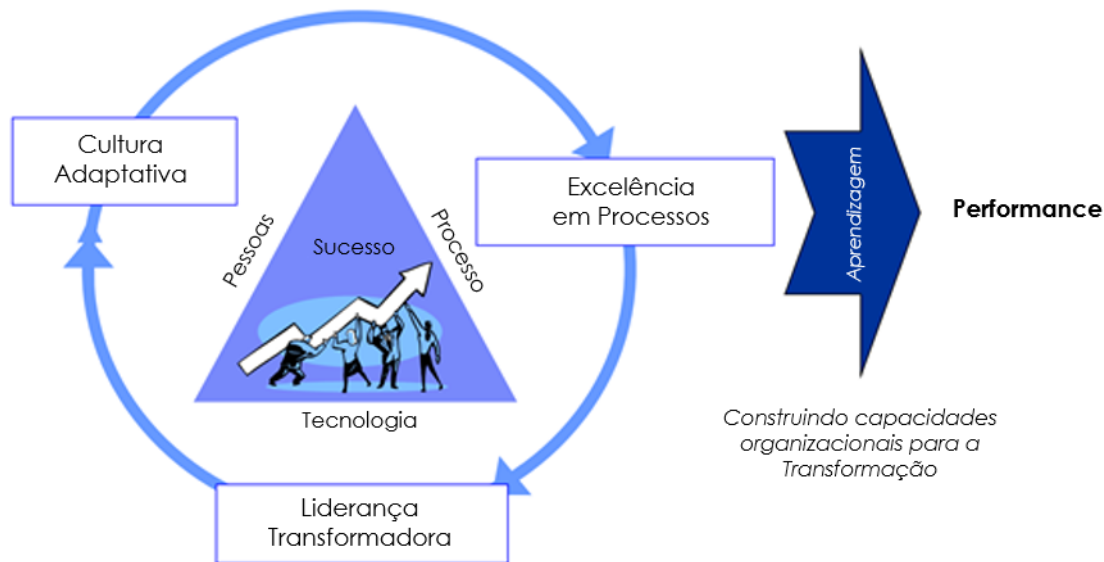 Cultura
Adaptativa
Excelência
em Processos
Pessoas
Sucesso
Processo
Tecnologia
Liderança
Transformadora
Aprendizagem
Performance
Construindo capacidades
organizacionais para a
Transformação